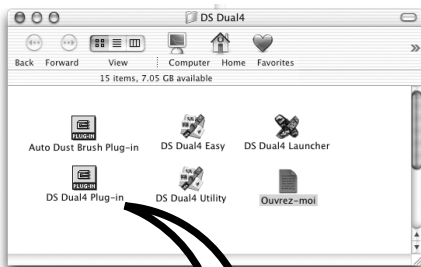 DS Dual4
Back Forward View Computer Home Favorites
15 items, 7.05 GB available
PLUG-IN
Auto Dust Brush Plug-in DS Dual4 Easy DS Dual4 Launcher
PLUG-IN
DS Dual4 Plug-in DS Dual4 Utility Ouvrez-moi